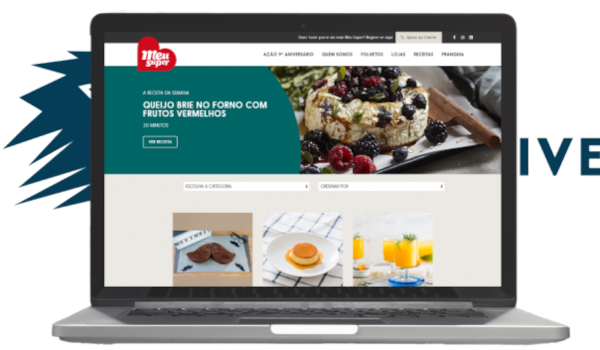 Quer fazer parte da rede Meu Super? Registe-se aqui
Apoio ao Cliente
Meu
super
AÇÃO 9º ANIVERSÁRIO QUEM SOMOS FOLHETOS LOJAS RECEITAS FRANQUIA
A RECEITA DA SEMANA
QUEIJO BRIE NO FORNO COM
FRUTOS VERMELHOS
30 MINUTOS
VER RECEITA
IVE
ESCOLHA A CATEGORIA
ORDENAR POR